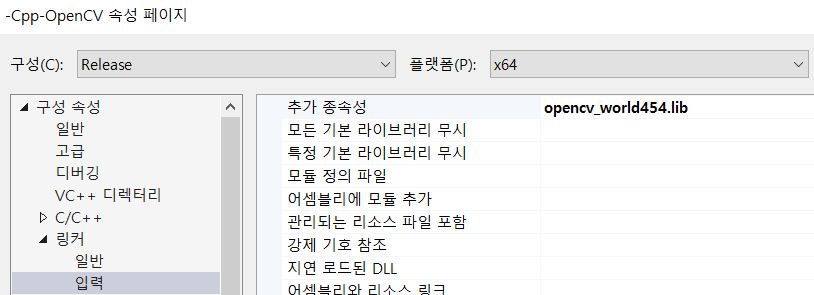 -Cpp-OpenCV 속성 페이지
구성(C): Release 플랫폼(P): x64
구성 속성
일반
고급
디버깅
VC++ 디렉터리
C/C++
링커
일반
입력
추가 종속성 opencv_world454.lib
모든 기본 라이브러리 무시
특정 기본 라이브러리 무시
모듈 정의 파일
어셈블리에 모듈 추가
관리되는 리소스 파일 포함
강제 기호 참조
지연 로드된 DLL
어셈블리와 리소스 링크